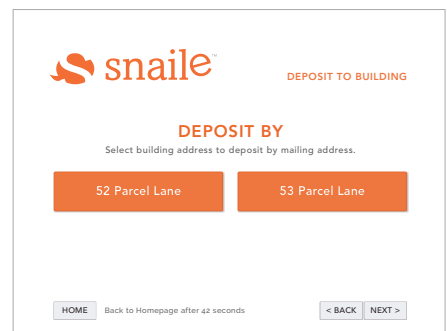 snaile™
DEPOSIT TO BUILDING
DEPOSIT BY
Select building address to deposit by mailing address.
52 Parcel Lane
53 Parcel Lane
HOME
Back to Homepage after 42 seconds
< BACK
NEXT >